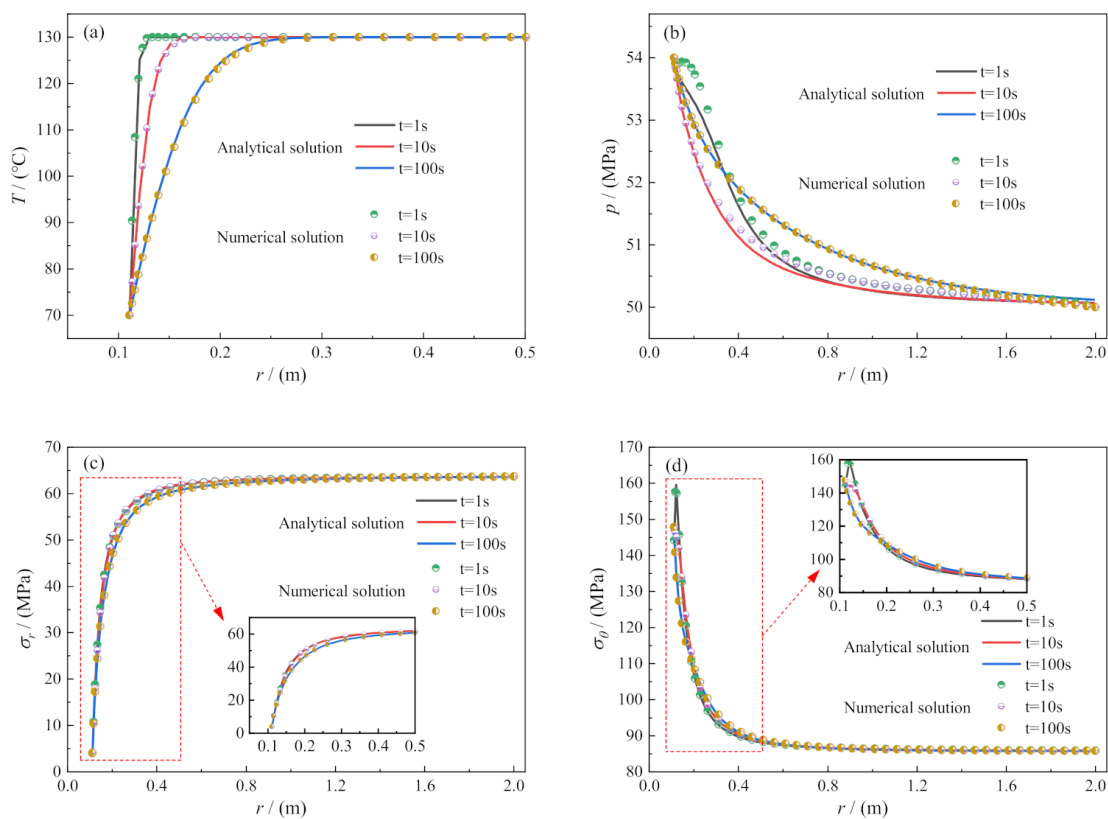 (a)
130
120
110
100
90
80
70
T / (°C)
Analytical solution
t=1s
t=10s
t=100s
Numerical solution
t=1s
t=10s
t=100s
0.1
0.2
0.3
0.4
0.5
r / (m)
(b)
54
53
52
51
50
p / (MPa)
Analytical solution
t=1s
t=10s
t=100s
Numerical solution
t=1s
t=10s
t=100s
0.0
0.4
0.8
1.2
1.6
2.0
r / (m)
(c)
70
60
50
40
30
20
10
0
σr / (MPa)
Analytical solution
t=1s
t=10s
t=100s
Numerical solution
t=1s
t=10s
t=100s
60
40
20
0
0.1
0.2
0.3
0.4
0.5
0.0
0.4
0.8
1.2
1.6
2.0
r / (m)
(d)
170
160
150
140
130
120
110
100
90
80
σθ / (MPa)
160
140
120
100
80
0.1
0.2
0.3
0.4
0.5
Analytical solution
t=1s
t=10s
t=100s
Numerical solution
t=1s
t=10s
t=100s
0.0
0.4
0.8
1.2
1.6
2.0
r / (m)